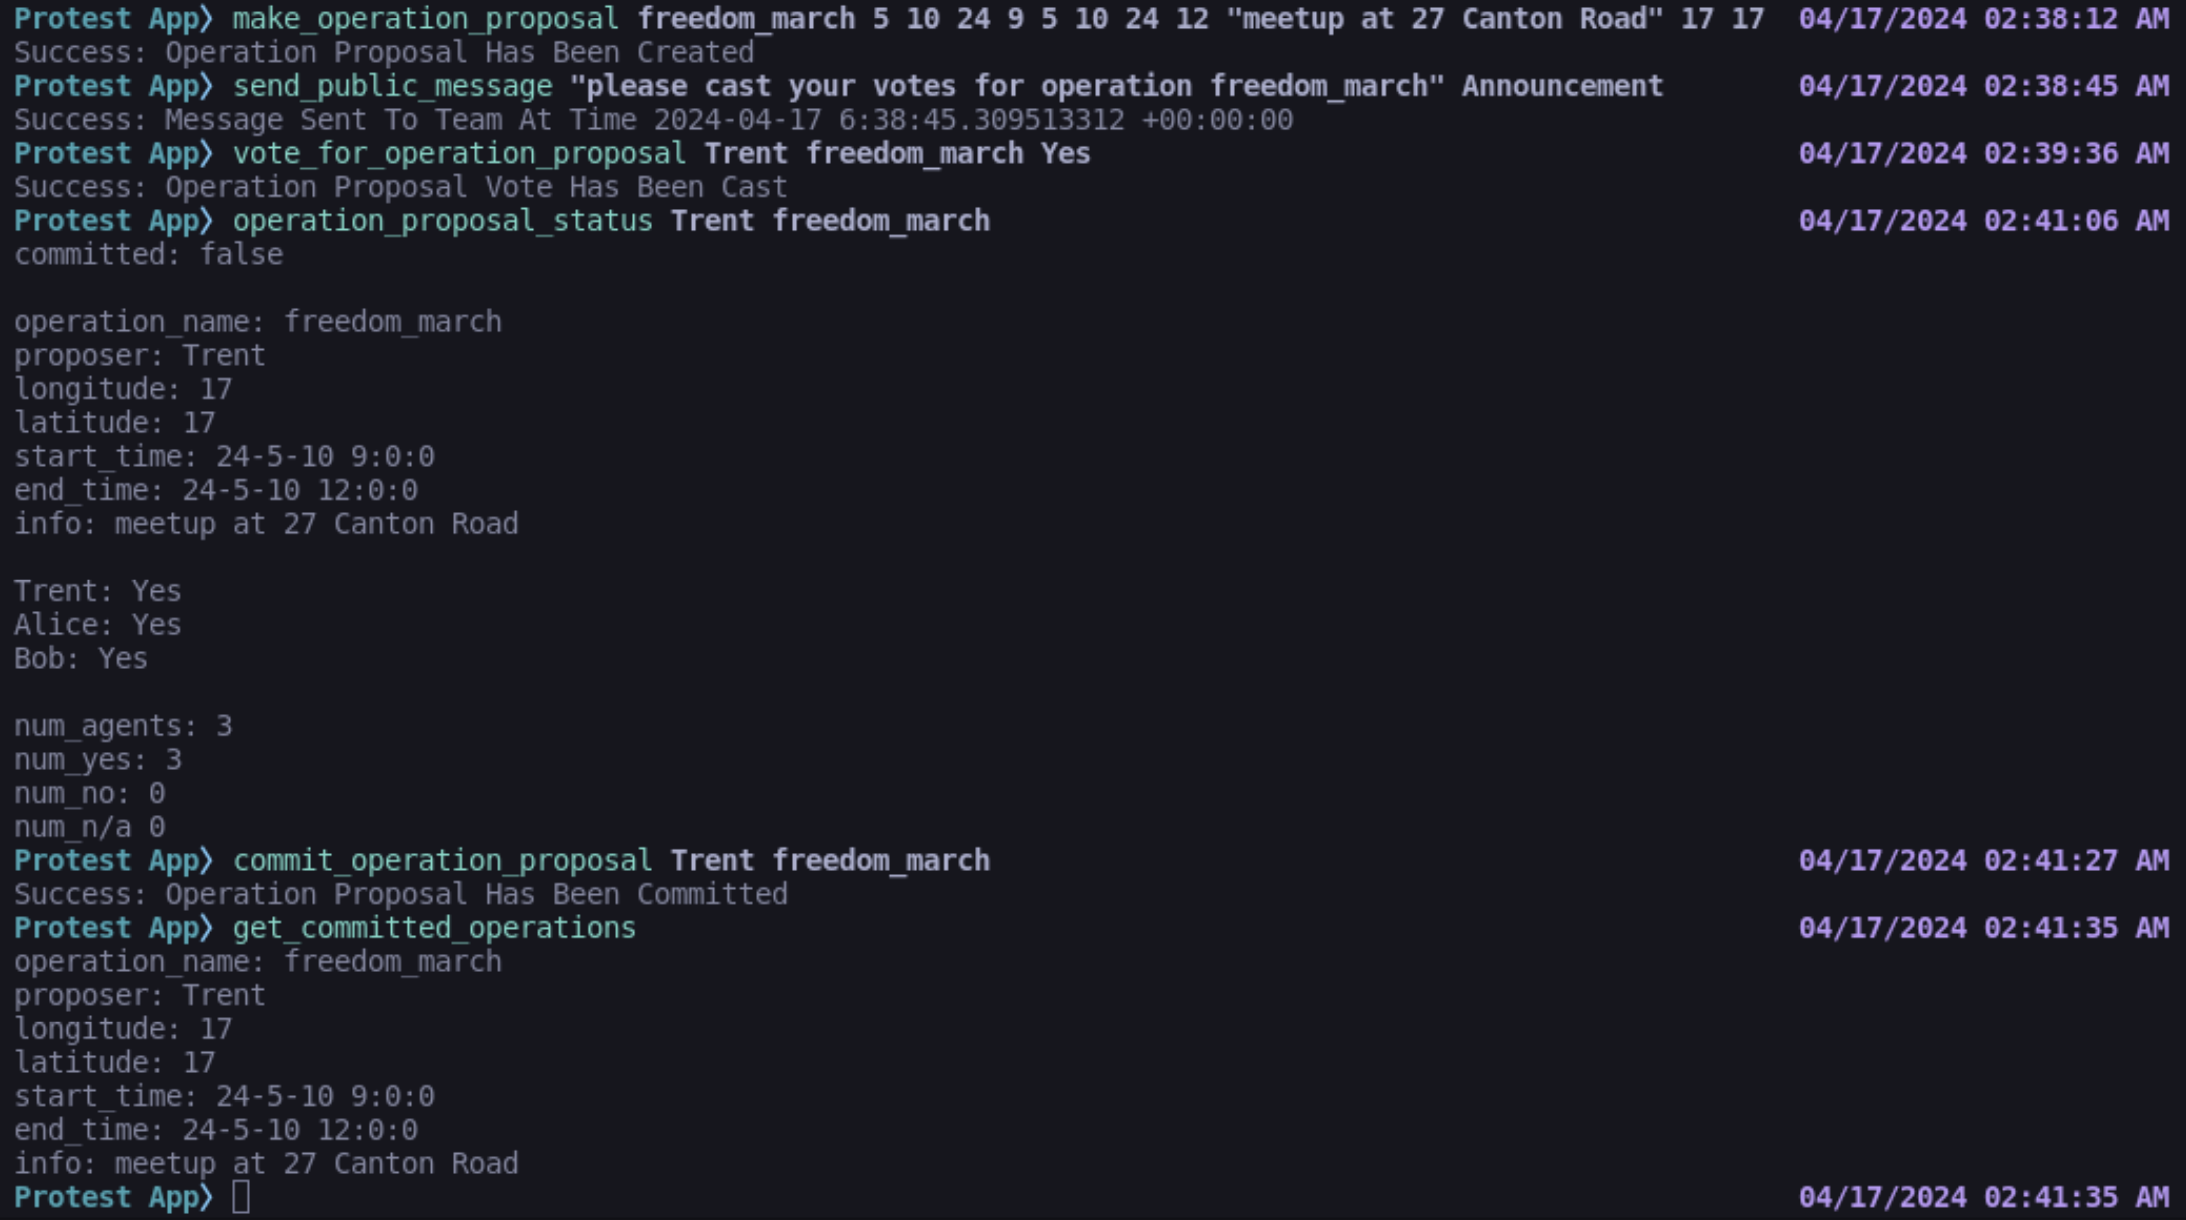 Protest App〉 make_operation_proposal freedom_march 5 10 24 9 5 10 24 12 "meetup at 27 Canton Road" 17 17 04/17/2024 02:38:12 AM
Success: Operation Proposal Has Been Created
Protest App〉 send_public_message "please cast your votes for operation freedom_march" Announcement 04/17/2024 02:38:45 AM
Success: Message Sent To Team At Time 2024-04-17 6:38:45.309513312 +00:00:00
Protest App〉 vote_for_operation_proposal Trent freedom_march Yes 04/17/2024 02:39:36 AM
Success: Operation Proposal Vote Has Been Cast
Protest App〉 operation_proposal_status Trent freedom_march 04/17/2024 02:41:06 AM
committed: false
operation_name: freedom_march
proposer: Trent
longitude: 17
latitude: 17
start_time: 24-5-10 9:0:0
end_time: 24-5-10 12:0:0
info: meetup at 27 Canton Road
Trent: Yes
Alice: Yes
Bob: Yes
num_agents: 3
num_yes: 3
num_no: 0
num_n/a 0
Protest App〉 commit_operation_proposal Trent freedom_march 04/17/2024 02:41:27 AM
Success: Operation Proposal Has Been Committed
Protest App〉 get_committed_operations 04/17/2024 02:41:35 AM
operation_name: freedom_march
proposer: Trent
longitude: 17
latitude: 17
start_time: 24-5-10 9:0:0
end_time: 24-5-10 12:0:0
info: meetup at 27 Canton Road
Protest App〉 04/17/2024 02:41:35 AM